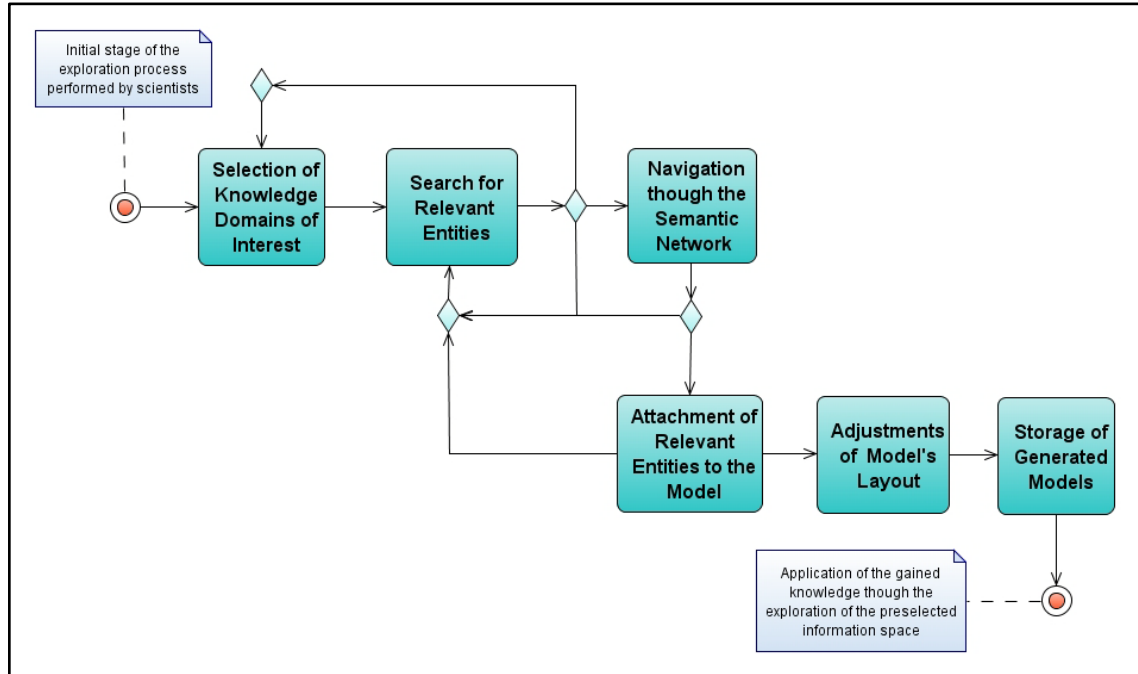 Initial stage of the
exploration process
performed by scientists
Selection of
Knowledge
Domains of
Interest
Search for
Relevant
Entities
Navigation
though the
Semantic
Network
Attachment of
Relevant
Entities to the
Model
Adjustments
of Model's
Layout
Storage of
Generated
Models
Application of the gained
knowledge though the
exploration of the preselected
information space